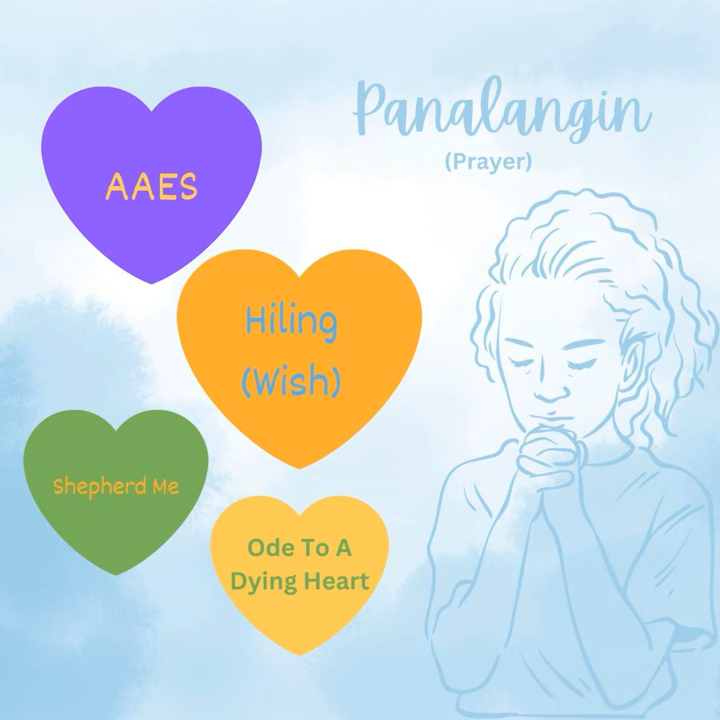 Panalangin
(Prayer)
AAES
Hiling
(Wish)
Shepherd Me
Ode To A
Dying Heart